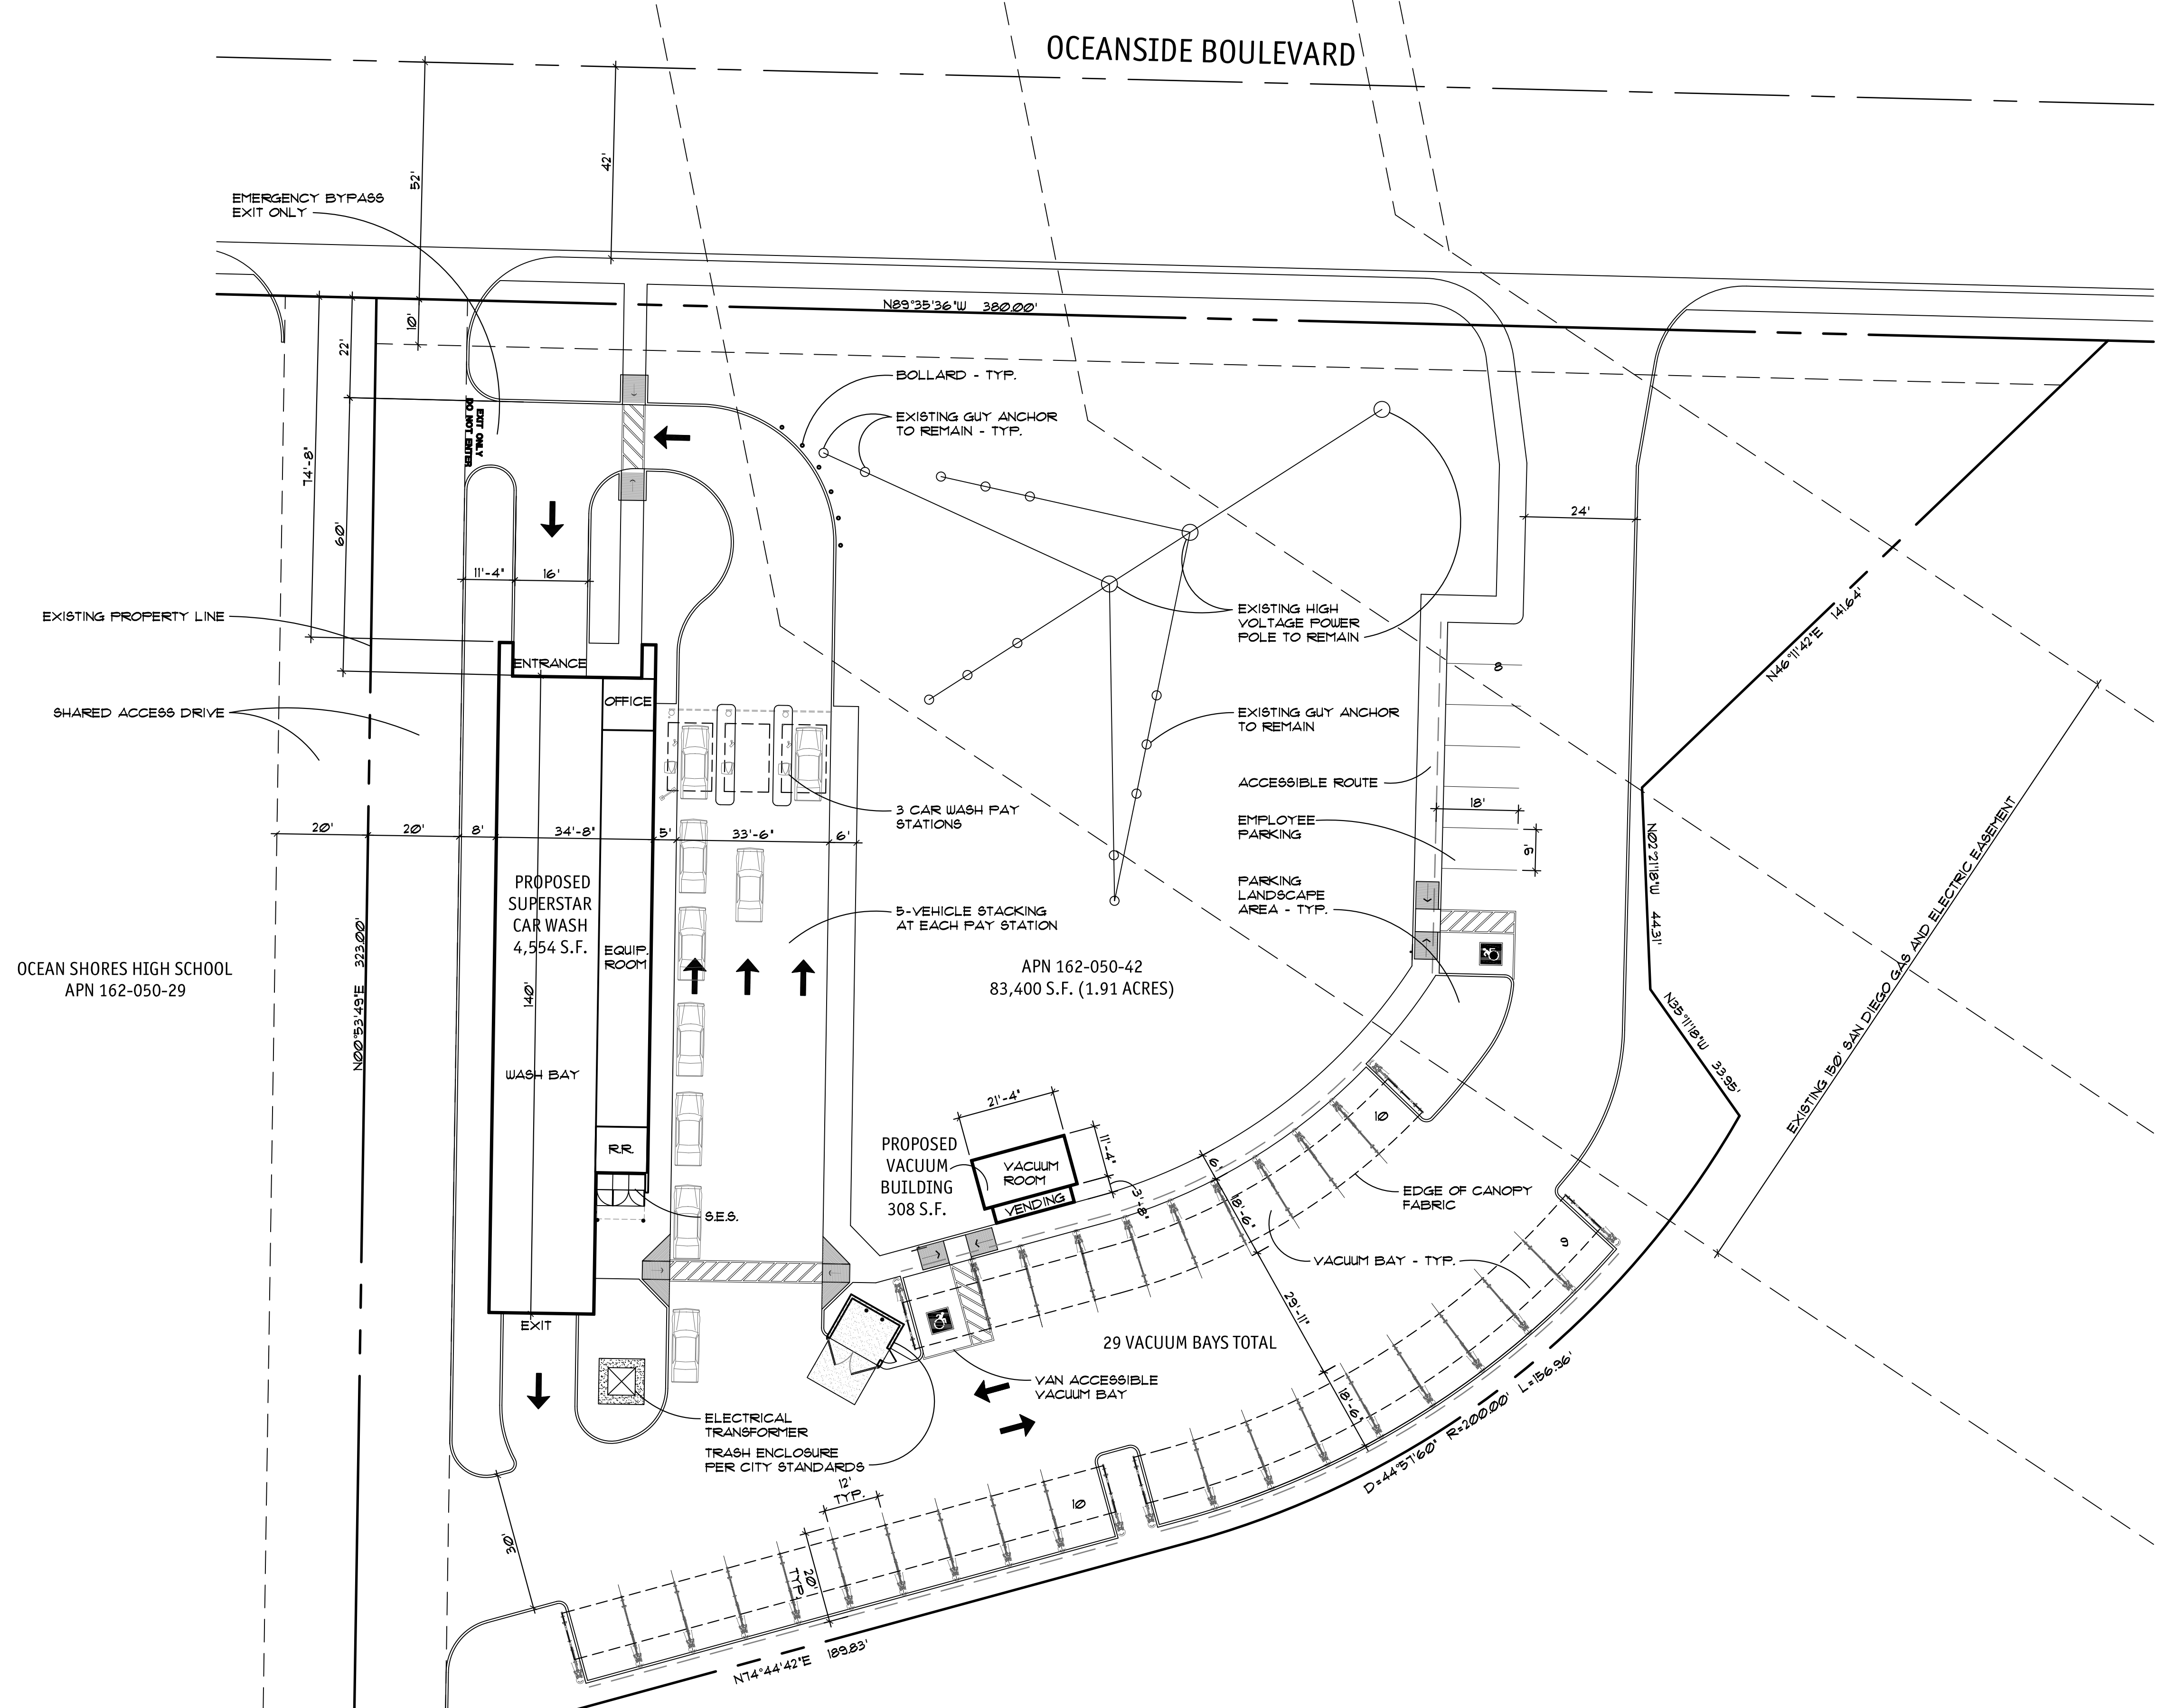 OCEANSIDE BOULEVARD
52'
42'
EMERGENCY BYPASS
EXIT ONLY
N89°35'36"W 380.00'
10'
22'
BOLLARD - TYP.
EXISTING GUY ANCHOR
TO REMAIN - TYP.
EXIT ONLY
DO NOT ENTER
74'-8"
60'
24'
11'-4"
16'
EXISTING PROPERTY LINE
EXISTING HIGH
VOLTAGE POWER
POLE TO REMAIN
N46°11'42"E 141.64'
ENTRANCE
8
OFFICE
SHARED ACCESS DRIVE
EXISTING GUY ANCHOR
TO REMAIN
ACCESSIBLE ROUTE
18'
3 CAR WASH PAY
STATIONS
EMPLOYEE
PARKING
9'
20'
20'
8'
34'-8"
5'
33'-6"
6'
N02°21'18"W 44.31'
PROPOSED
SUPERSTAR
CAR WASH
4,554 S.F.
PARKING
LANDSCAPE
AREA - TYP.
5-VEHICLE STACKING
AT EACH PAY STATION
EQUIP.
ROOM
OCEAN SHORES HIGH SCHOOL
APN 162-050-29
N00°53'49"E 323.00'
140'
APN 162-050-42
83,400 S.F. (1.91 ACRES)
EXISTING 150' SAN DIEGO GAS AND ELECTRIC EASEMENT
N35°11'18"W 33.95'
WASH BAY
21'-4"
11'-4"
10
PROPOSED
VACUUM
BUILDING
308 S.F.
VACUUM
ROOM
VENDING
R.R.
6'
3'-8"
18'-6"
EDGE OF CANOPY
FABRIC
S.E.S.
VACUUM BAY - TYP.
9
29'-11"
EXIT
29 VACUUM BAYS TOTAL
VAN ACCESSIBLE
VACUUM BAY
18'-6"
D=44°57'60" R=200.00' L=156.96'
ELECTRICAL
TRANSFORMER
TRASH ENCLOSURE
PER CITY STANDARDS
12'
TYP.
10
30'
20'
TYP.
N74°44'42"E 189.83'